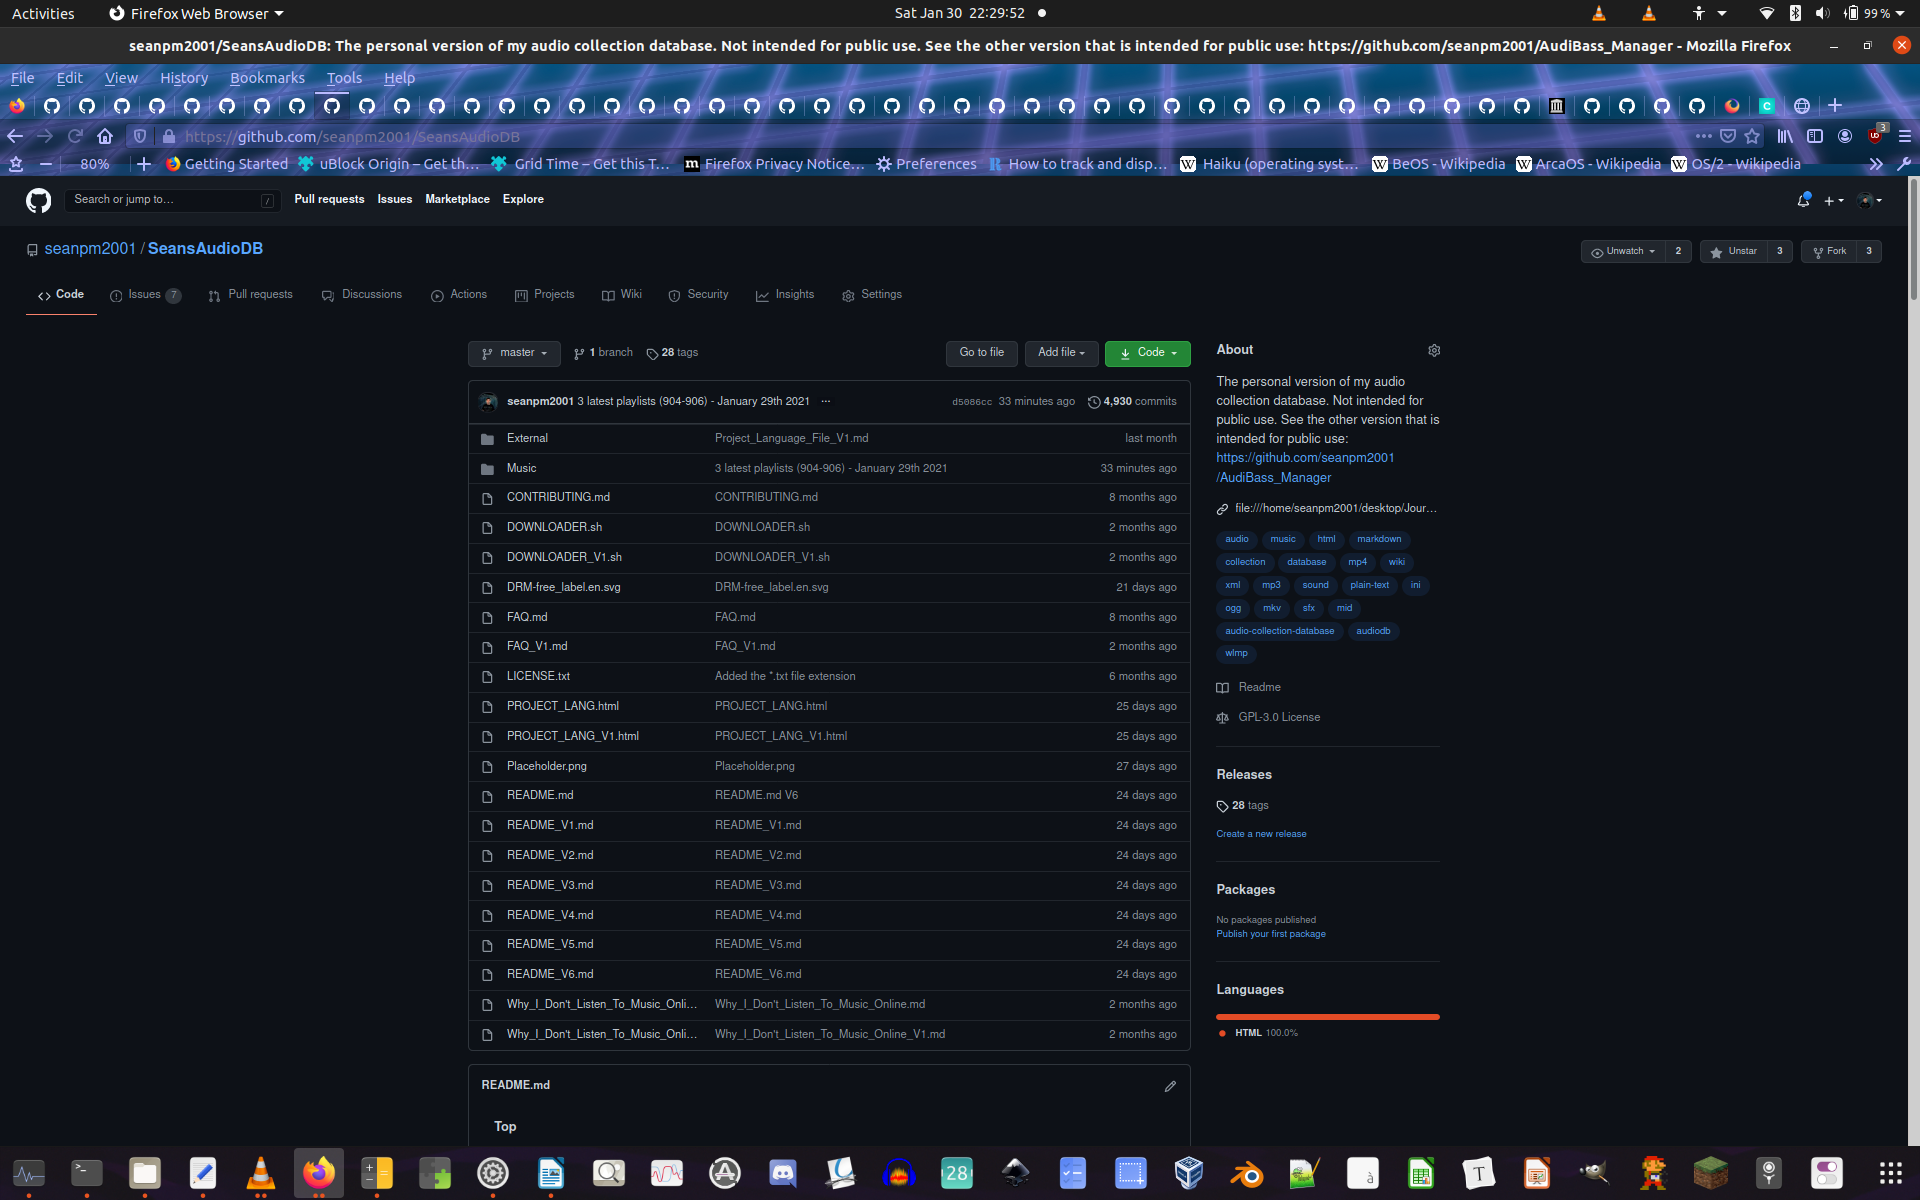 Activities Firefox Web Browser Sat Jan 30 22:29:52 99 %
seanpm2001/SeansAudioDB: The personal version of my audio collection database. Not intended for public use. See the other version that is intended for public use: https://github.com/seanpm2001/AudiBass_Manager - Mozilla Firefox
File Edit View History Bookmarks Tools Help
https://github.com/seanpm2001/SeansAudioDB 3
80% Getting Started uBlock Origin – Get th… Grid Time – Get this T… Firefox Privacy Notice… Preferences How to track and disp… Haiku (operating syst… BeOS - Wikipedia ArcaOS - Wikipedia OS/2 - Wikipedia
Search or jump to… / Pull requests Issues Marketplace Explore
seanpm2001 / SeansAudioDB Unwatch 2 Unstar 3 Fork 3
Code Issues 7 Pull requests Discussions Actions Projects Wiki Security Insights Settings
master 1 branch 28 tags Go to file Add file Code
seanpm2001 3 latest playlists (904-906) - January 29th 2021 ... d5086cc 33 minutes ago 4,930 commits
External Project_Language_File_V1.md last month
Music 3 latest playlists (904-906) - January 29th 2021 33 minutes ago
CONTRIBUTING.md CONTRIBUTING.md 8 months ago
DOWNLOADER.sh DOWNLOADER.sh 2 months ago
DOWNLOADER_V1.sh DOWNLOADER_V1.sh 2 months ago
DRM-free_label.en.svg DRM-free_label.en.svg 21 days ago
FAQ.md FAQ.md 8 months ago
FAQ_V1.md FAQ_V1.md 2 months ago
LICENSE.txt Added the *.txt file extension 6 months ago
PROJECT_LANG.html PROJECT_LANG.html 25 days ago
PROJECT_LANG_V1.html PROJECT_LANG_V1.html 25 days ago
Placeholder.png Placeholder.png 27 days ago
README.md README.md V6 24 days ago
README_V1.md README_V1.md 24 days ago
README_V2.md README_V2.md 24 days ago
README_V3.md README_V3.md 24 days ago
README_V4.md README_V4.md 24 days ago
README_V5.md README_V5.md 24 days ago
README_V6.md README_V6.md 24 days ago
Why_I_Don't_Listen_To_Music_Onli… Why_I_Don't_Listen_To_Music_Online.md 2 months ago
Why_I_Don't_Listen_To_Music_Onli… Why_I_Don't_Listen_To_Music_Online_V1.md 2 months ago
README.md
Top
About
The personal version of my audio
collection database. Not intended for
public use. See the other version that is
intended for public use:
https://github.com/seanpm2001
/AudiBass_Manager
file:///home/seanpm2001/desktop/Jour…
audio music html markdown
collection database mp4 wiki
xml mp3 sound plain-text ini
ogg mkv sfx mid
audio-collection-database audiodb
wlmp
Readme
GPL-3.0 License
Releases
28 tags
Create a new release
Packages
No packages published
Publish your first package
Languages
HTML 100.0%
28